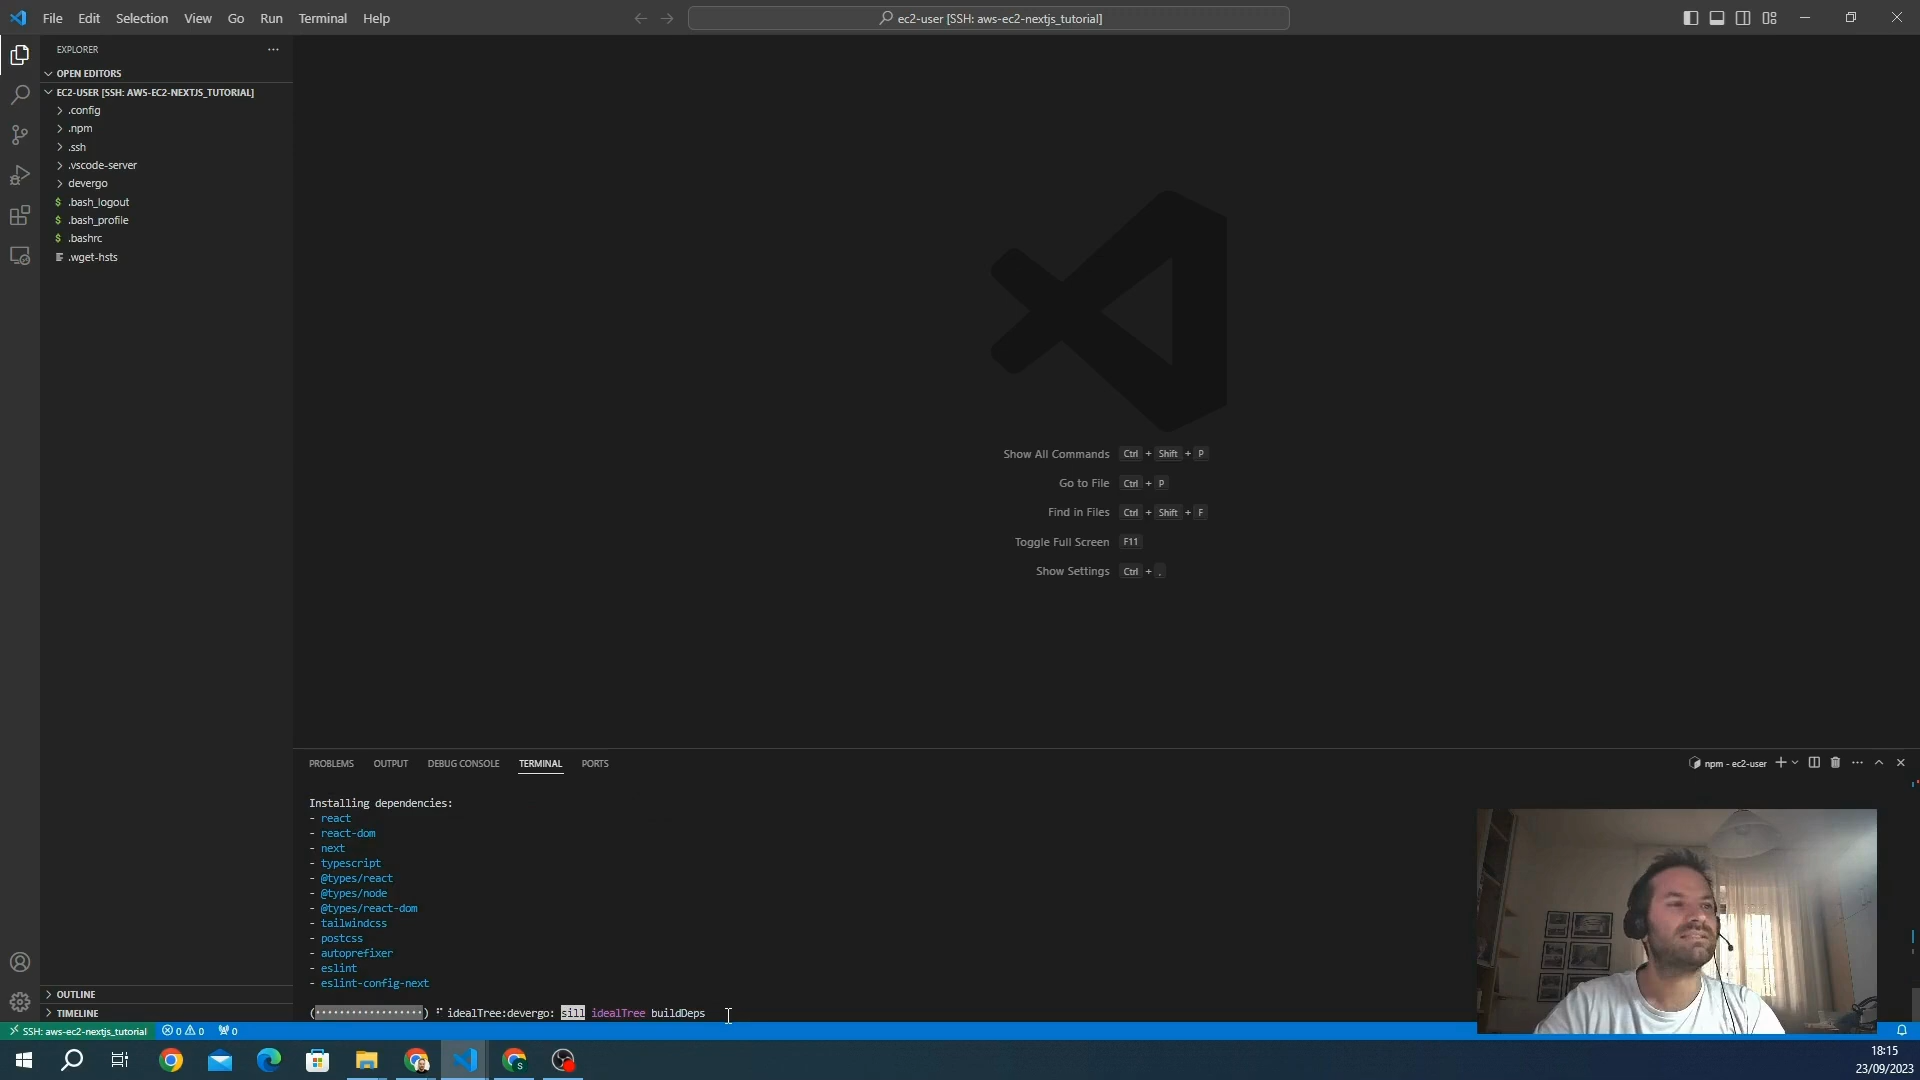 File Edit Selection View Go Run Terminal Help
ec2-user [SSH: aws-ec2-nextjs_tutorial]
EXPLORER
OPEN EDITORS
EC2-USER [SSH: AWS-EC2-NEXTJS_TUTORIAL]
.config
.npm
.ssh
.vscode-server
devergo
$ .bash_logout
$ .bash_profile
$ .bashrc
.wget-hsts
Show All Commands Ctrl + Shift + P
Go to File Ctrl + P
Find in Files Ctrl + Shift + F
Toggle Full Screen F11
Show Settings Ctrl + ,
PROBLEMS OUTPUT DEBUG CONSOLE TERMINAL PORTS
npm - ec2-user
Installing dependencies:
- react
- react-dom
- next
- typescript
- @types/react
- @types/node
- @types/react-dom
- tailwindcss
- postcss
- autoprefixer
- eslint
- eslint-config-next
(..................) ⠋ idealTree:devergo: sill idealTree buildDeps
OUTLINE
TIMELINE
SSH: aws-ec2-nextjs_tutorial 0 0 0
18:15
23/09/2023